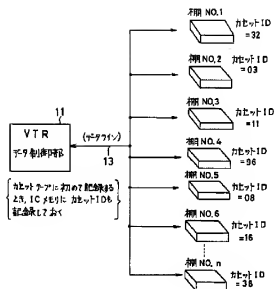 棚 NO.1
カセットID
=32
棚 NO.2
カセットID
=03
棚 NO.3
カセットID
=11
棚 NO.4
カセットID
=06
棚 NO.5
カセットID
=08
棚 NO.6
カセットID
=16
棚 NO.n
カセットID
=38
11
VTR
データ制御部
(データライン)
13
カセットテープに初めて記録する
とき、ICメモリに カセットIDも
記録しておく